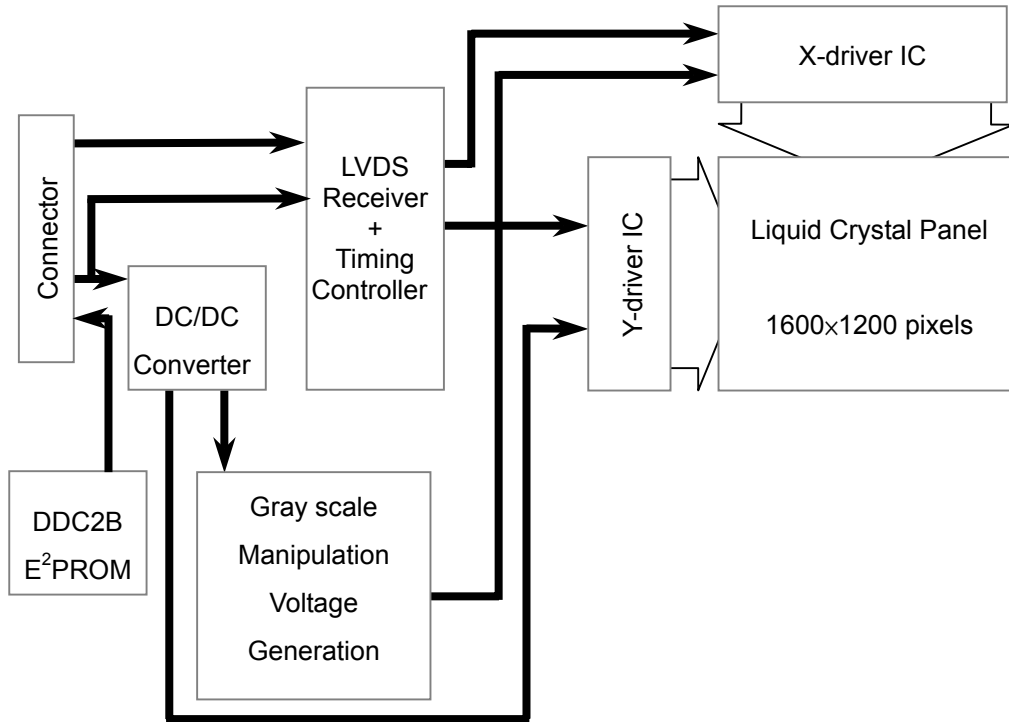 X-driver IC
Connector
LVDS
Receiver
+
Timing
Controller
Y-driver IC
Liquid Crystal Panel
1600×1200 pixels
DC/DC
Converter
DDC2B
E²PROM
Gray scale
Manipulation
Voltage
Generation